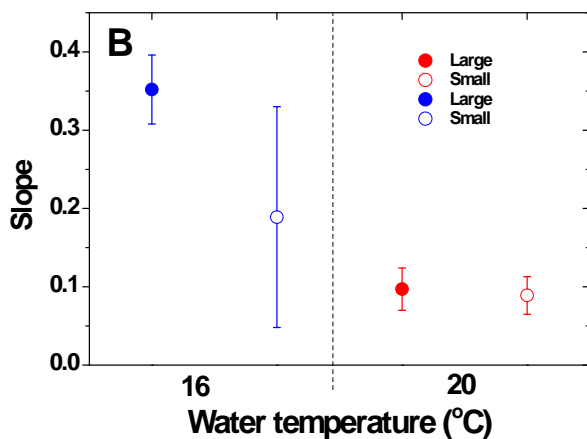 B
Large
Small
Large
Small
0.4
0.3
0.2
0.1
0.0
Slope
16
20
Water temperature (°C)